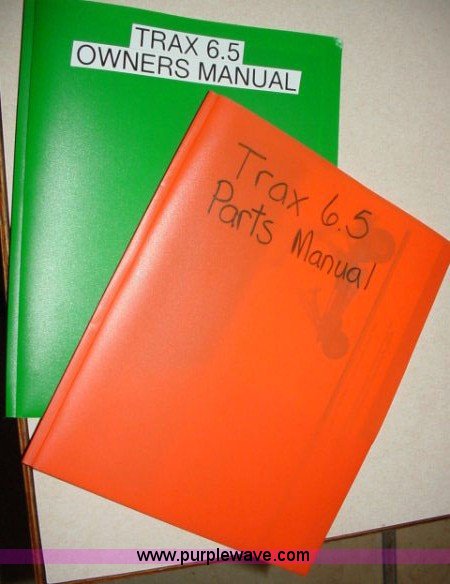 TRAX 6.5
OWNERS MANUAL
Trax 6.5
Parts Manual
www.purplewave.com